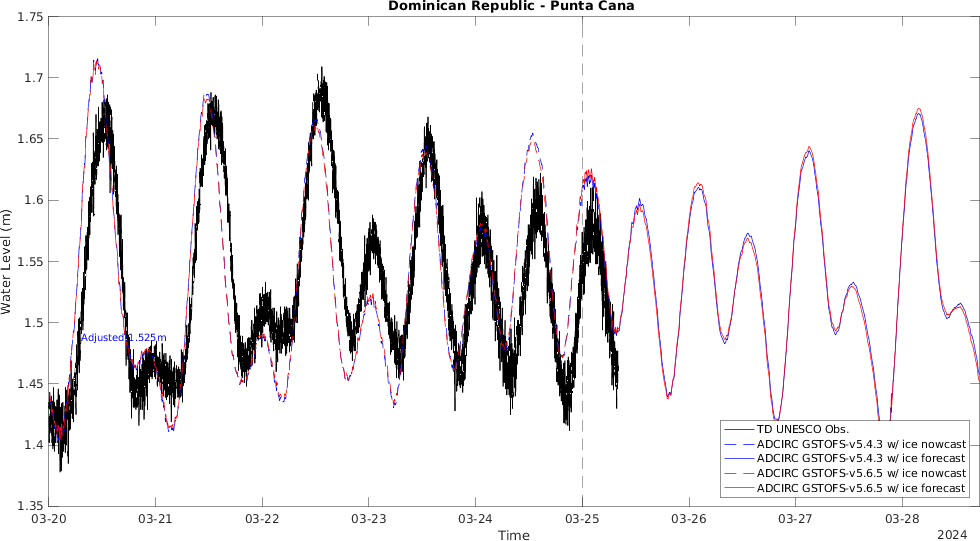 Dominican Republic - Punta Cana
1.75
1.7
1.65
1.6
1.55
1.5
1.45
1.4
1.35
Water Level (m)
Adjusted:1.525m
TD UNESCO Obs.
ADCIRC GSTOFS-v5.4.3 w/ ice nowcast
ADCIRC GSTOFS-v5.4.3 w/ ice forecast
ADCIRC GSTOFS-v5.6.5 w/ ice nowcast
ADCIRC GSTOFS-v5.6.5 w/ ice forecast
03-20 03-21 03-22 03-23 03-24 03-25 03-26 03-27 03-28
Time
2024